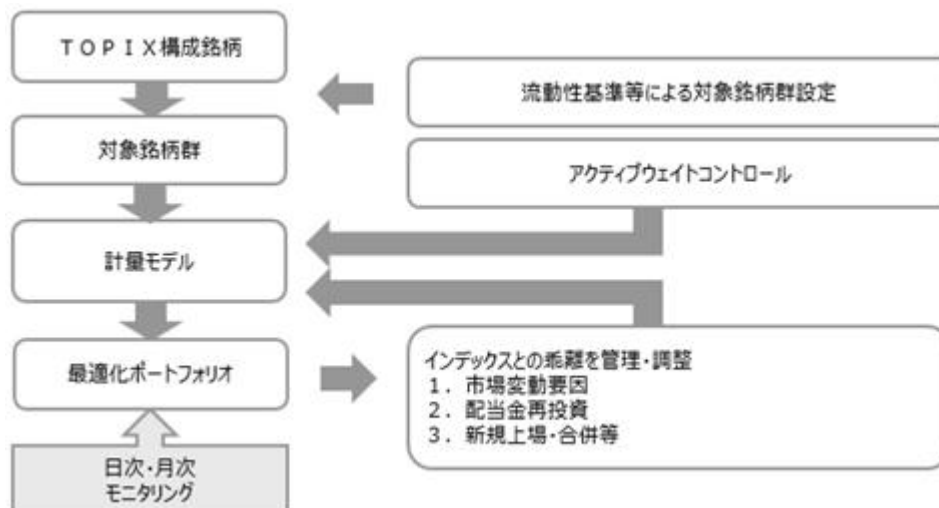 ＴＯＰＩＸ構成銘柄
流動性基準等による対象銘柄群設定
対象銘柄群
アクティブウェイトコントロール
計量モデル
最適化ポートフォリオ
インデックスとの乖離を管理・調整
１．市場変動要因
２．配当金再投資
３．新規上場・合併等
日次・月次
モニタリング